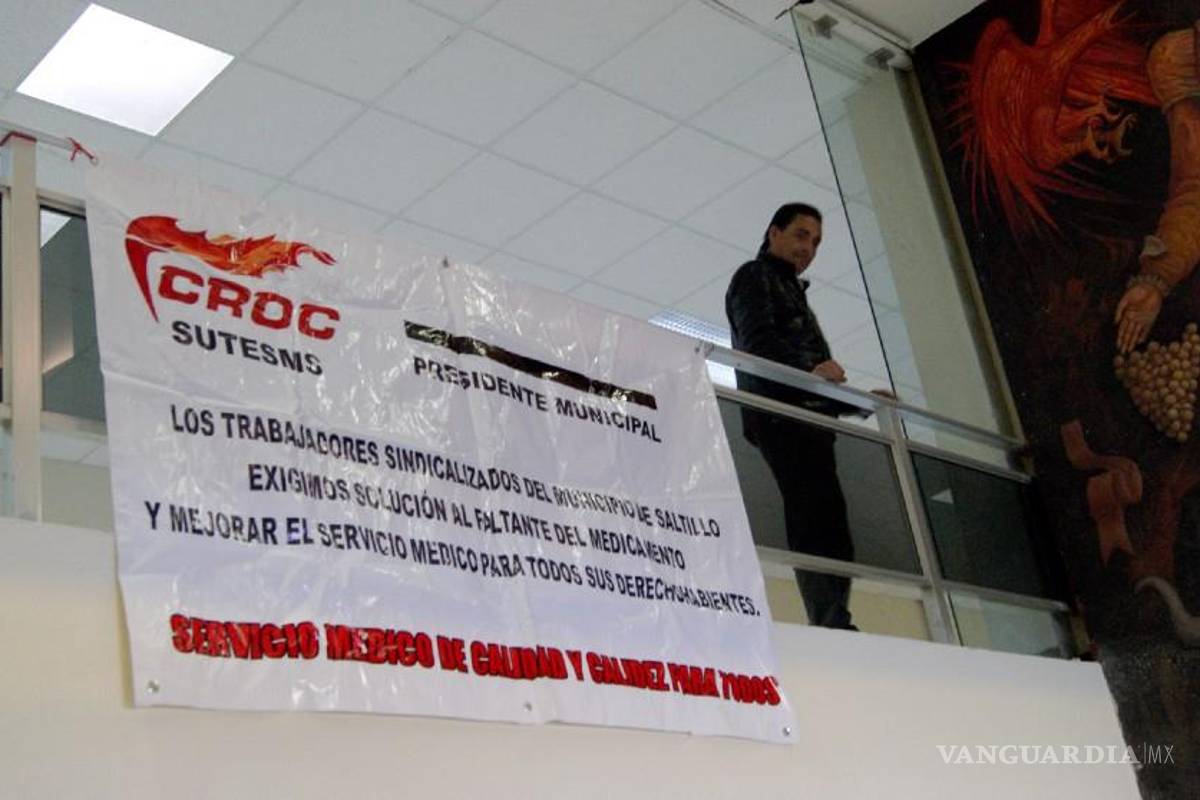 CROC
SUTESMS
PRESIDENTE MUNICIPAL
LOS TRABAJADORES SINDICALIZADOS DEL MUNICIPIO DE SALTILLO
EXIGIMOS SOLUCIÓN AL FALTANTE DEL MEDICAMENTO
Y MEJORAR EL SERVICIO MEDICO PARA TODOS SUS DERECHOHABIENTES.
SERVICIO MEDICO DE CALIDAD Y CALIDEZ PARA TODOS
VANGUARDIA|MX